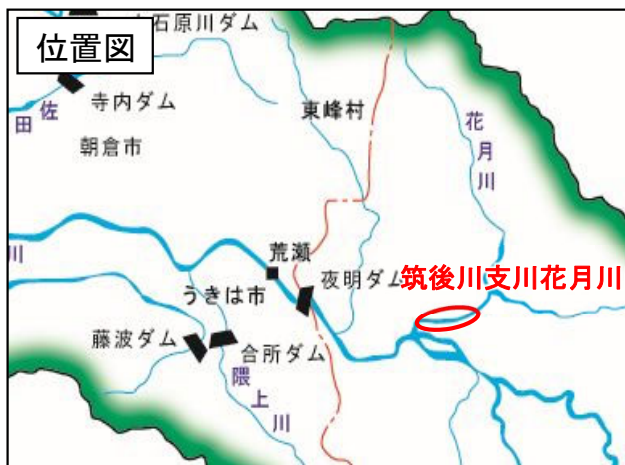 位置図
石原川ダム
寺内ダム
佐田
朝倉市
東峰村
花月川
川
荒瀬
夜明ダム
筑後川支川花月川
うきは市
藤波ダム
合所ダム
隈上川